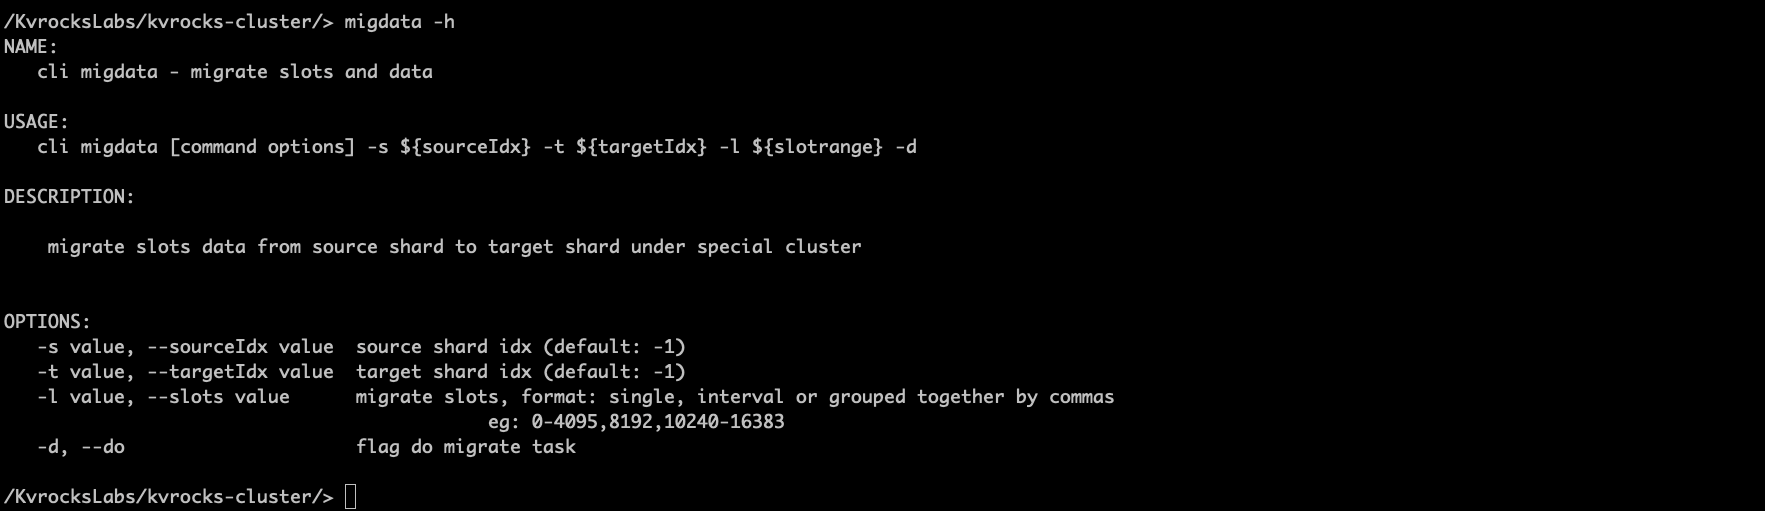 /KvrocksLabs/kvrocks-cluster/> migdata -h
NAME:
   cli migdata - migrate slots and data

USAGE:
   cli migdata [command options] -s ${sourceIdx} -t ${targetIdx} -l ${slotrange} -d

DESCRIPTION:

    migrate slots data from source shard to target shard under special cluster


OPTIONS:
   -s value, --sourceIdx value  source shard idx (default: -1)
   -t value, --targetIdx value  target shard idx (default: -1)
   -l value, --slots value      migrate slots, format: single, interval or grouped together by commas
                                            eg: 0-4095,8192,10240-16383
   -d, --do                     flag do migrate task

/KvrocksLabs/kvrocks-cluster/>